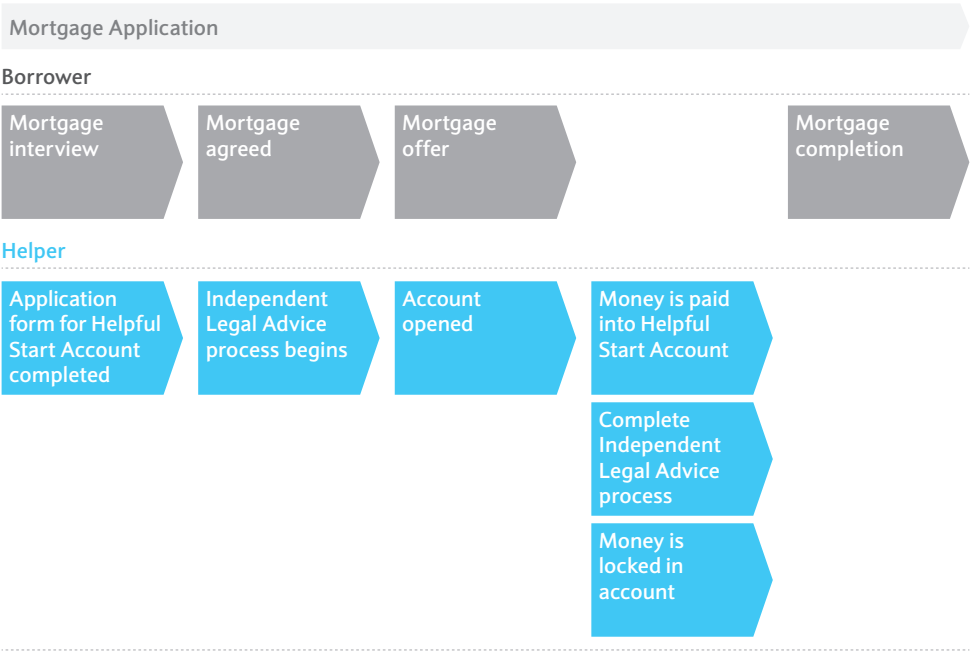 Mortgage Application
Borrower
Mortgage
interview
Mortgage
agreed
Mortgage
offer
Mortgage
completion
Helper
Application
form for Helpful
Start Account
completed
Independent
Legal Advice
process begins
Account
opened
Money is paid
into Helpful
Start Account
Complete
Independent
Legal Advice
process
Money is
locked in
account